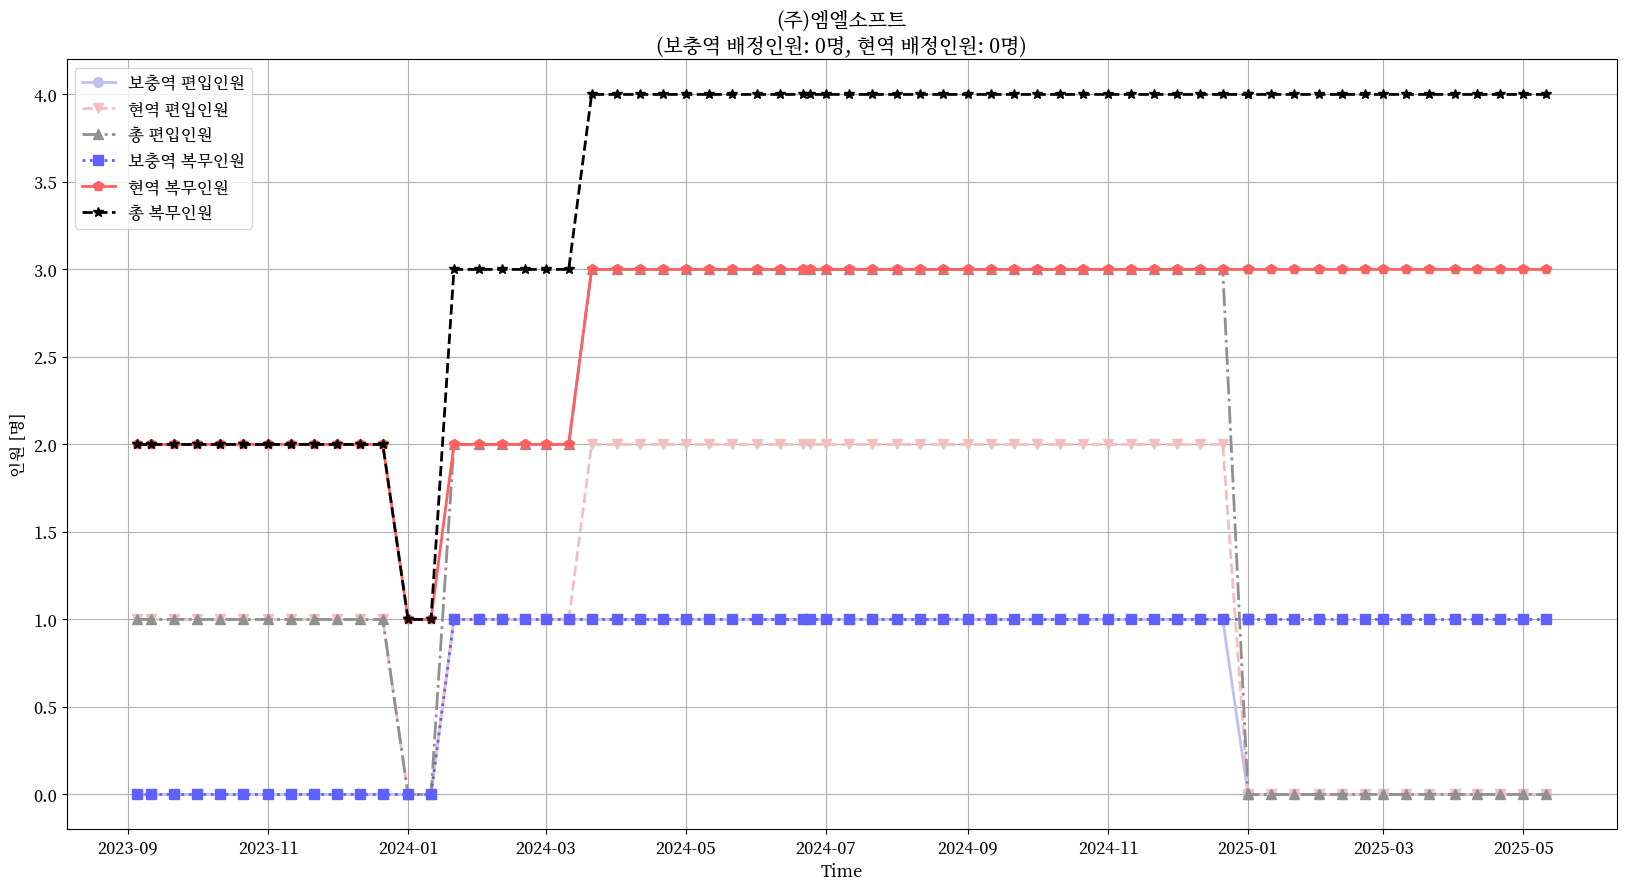 (주)엠엘소프트
(보충역 배정인원: 0명, 현역 배정인원: 0명)
보충역 편입인원
현역 편입인원
총 편입인원
보충역 복무인원
현역 복무인원
총 복무인원
4.0
3.5
3.0
2.5
2.0
1.5
1.0
0.5
0.0
인원 [명]
2023-09 2023-11 2024-01 2024-03 2024-05 2024-07 2024-09 2024-11 2025-01 2025-03 2025-05
Time